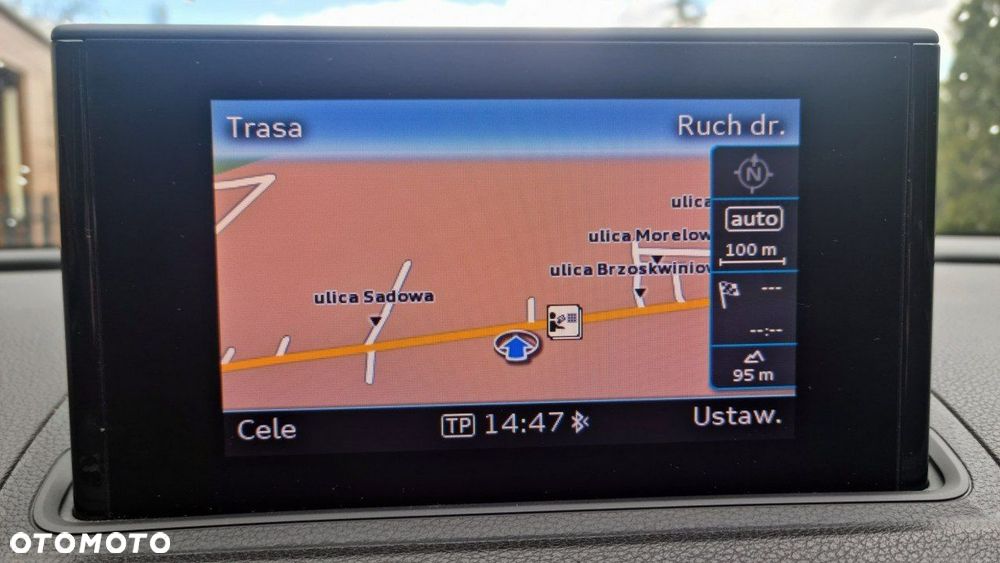 Trasa
Ruch dr.
N
ulica
auto
ulica Morelow
100 m
ulica Brzoskwiniow
ulica Sadowa
---
--:--
95 m
Cele
TP 14:47
Ustaw.
OTOMOTO